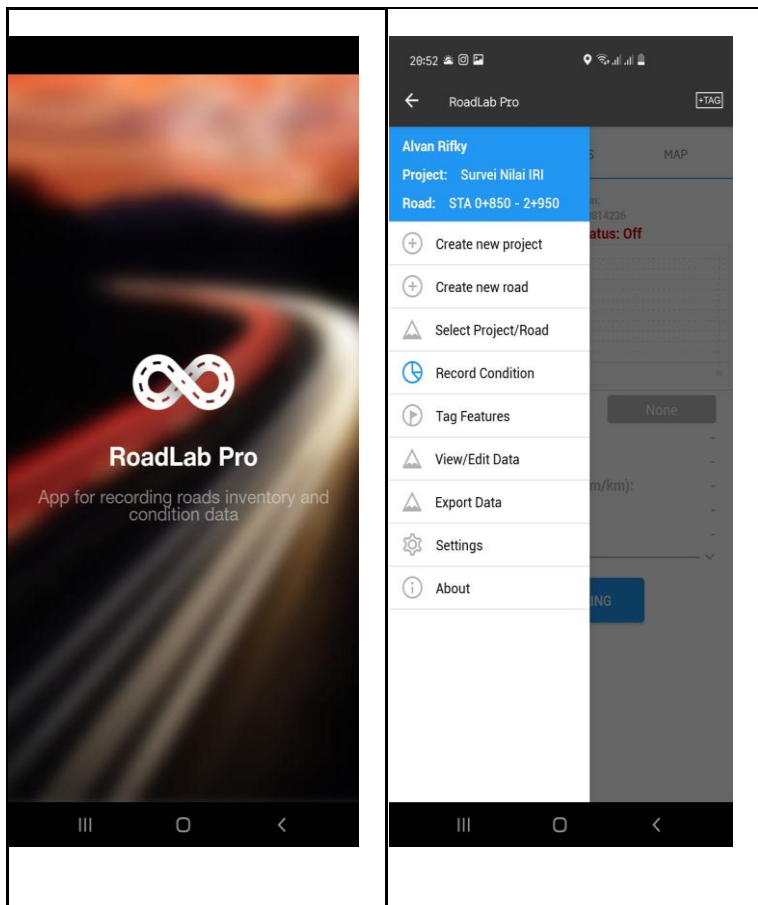 RoadLab Pro
App for recording roads inventory and
condition data
20:52
RoadLab Pro
+TAG
Alvan Rifky
Project: Survei Nilai IRI
Road: STA 0+850 - 2+950
Create new project
Create new road
Select Project/Road
Record Condition
Tag Features
View/Edit Data
Export Data
Settings
About
S MAP
814236
atus: Off
None
m/km):
ING